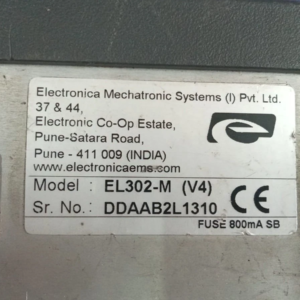 Electronica Mechatronic Systems (I) Pvt. Ltd.
37 & 44,
Electronic Co-Op Estate,
Pune-Satara Road,
Pune - 411 009 (INDIA)
www.electronicaems.com
Model : EL302-M (V4)
Sr. No.: DDAAB2L1310
CE
FUSE 800mA SB